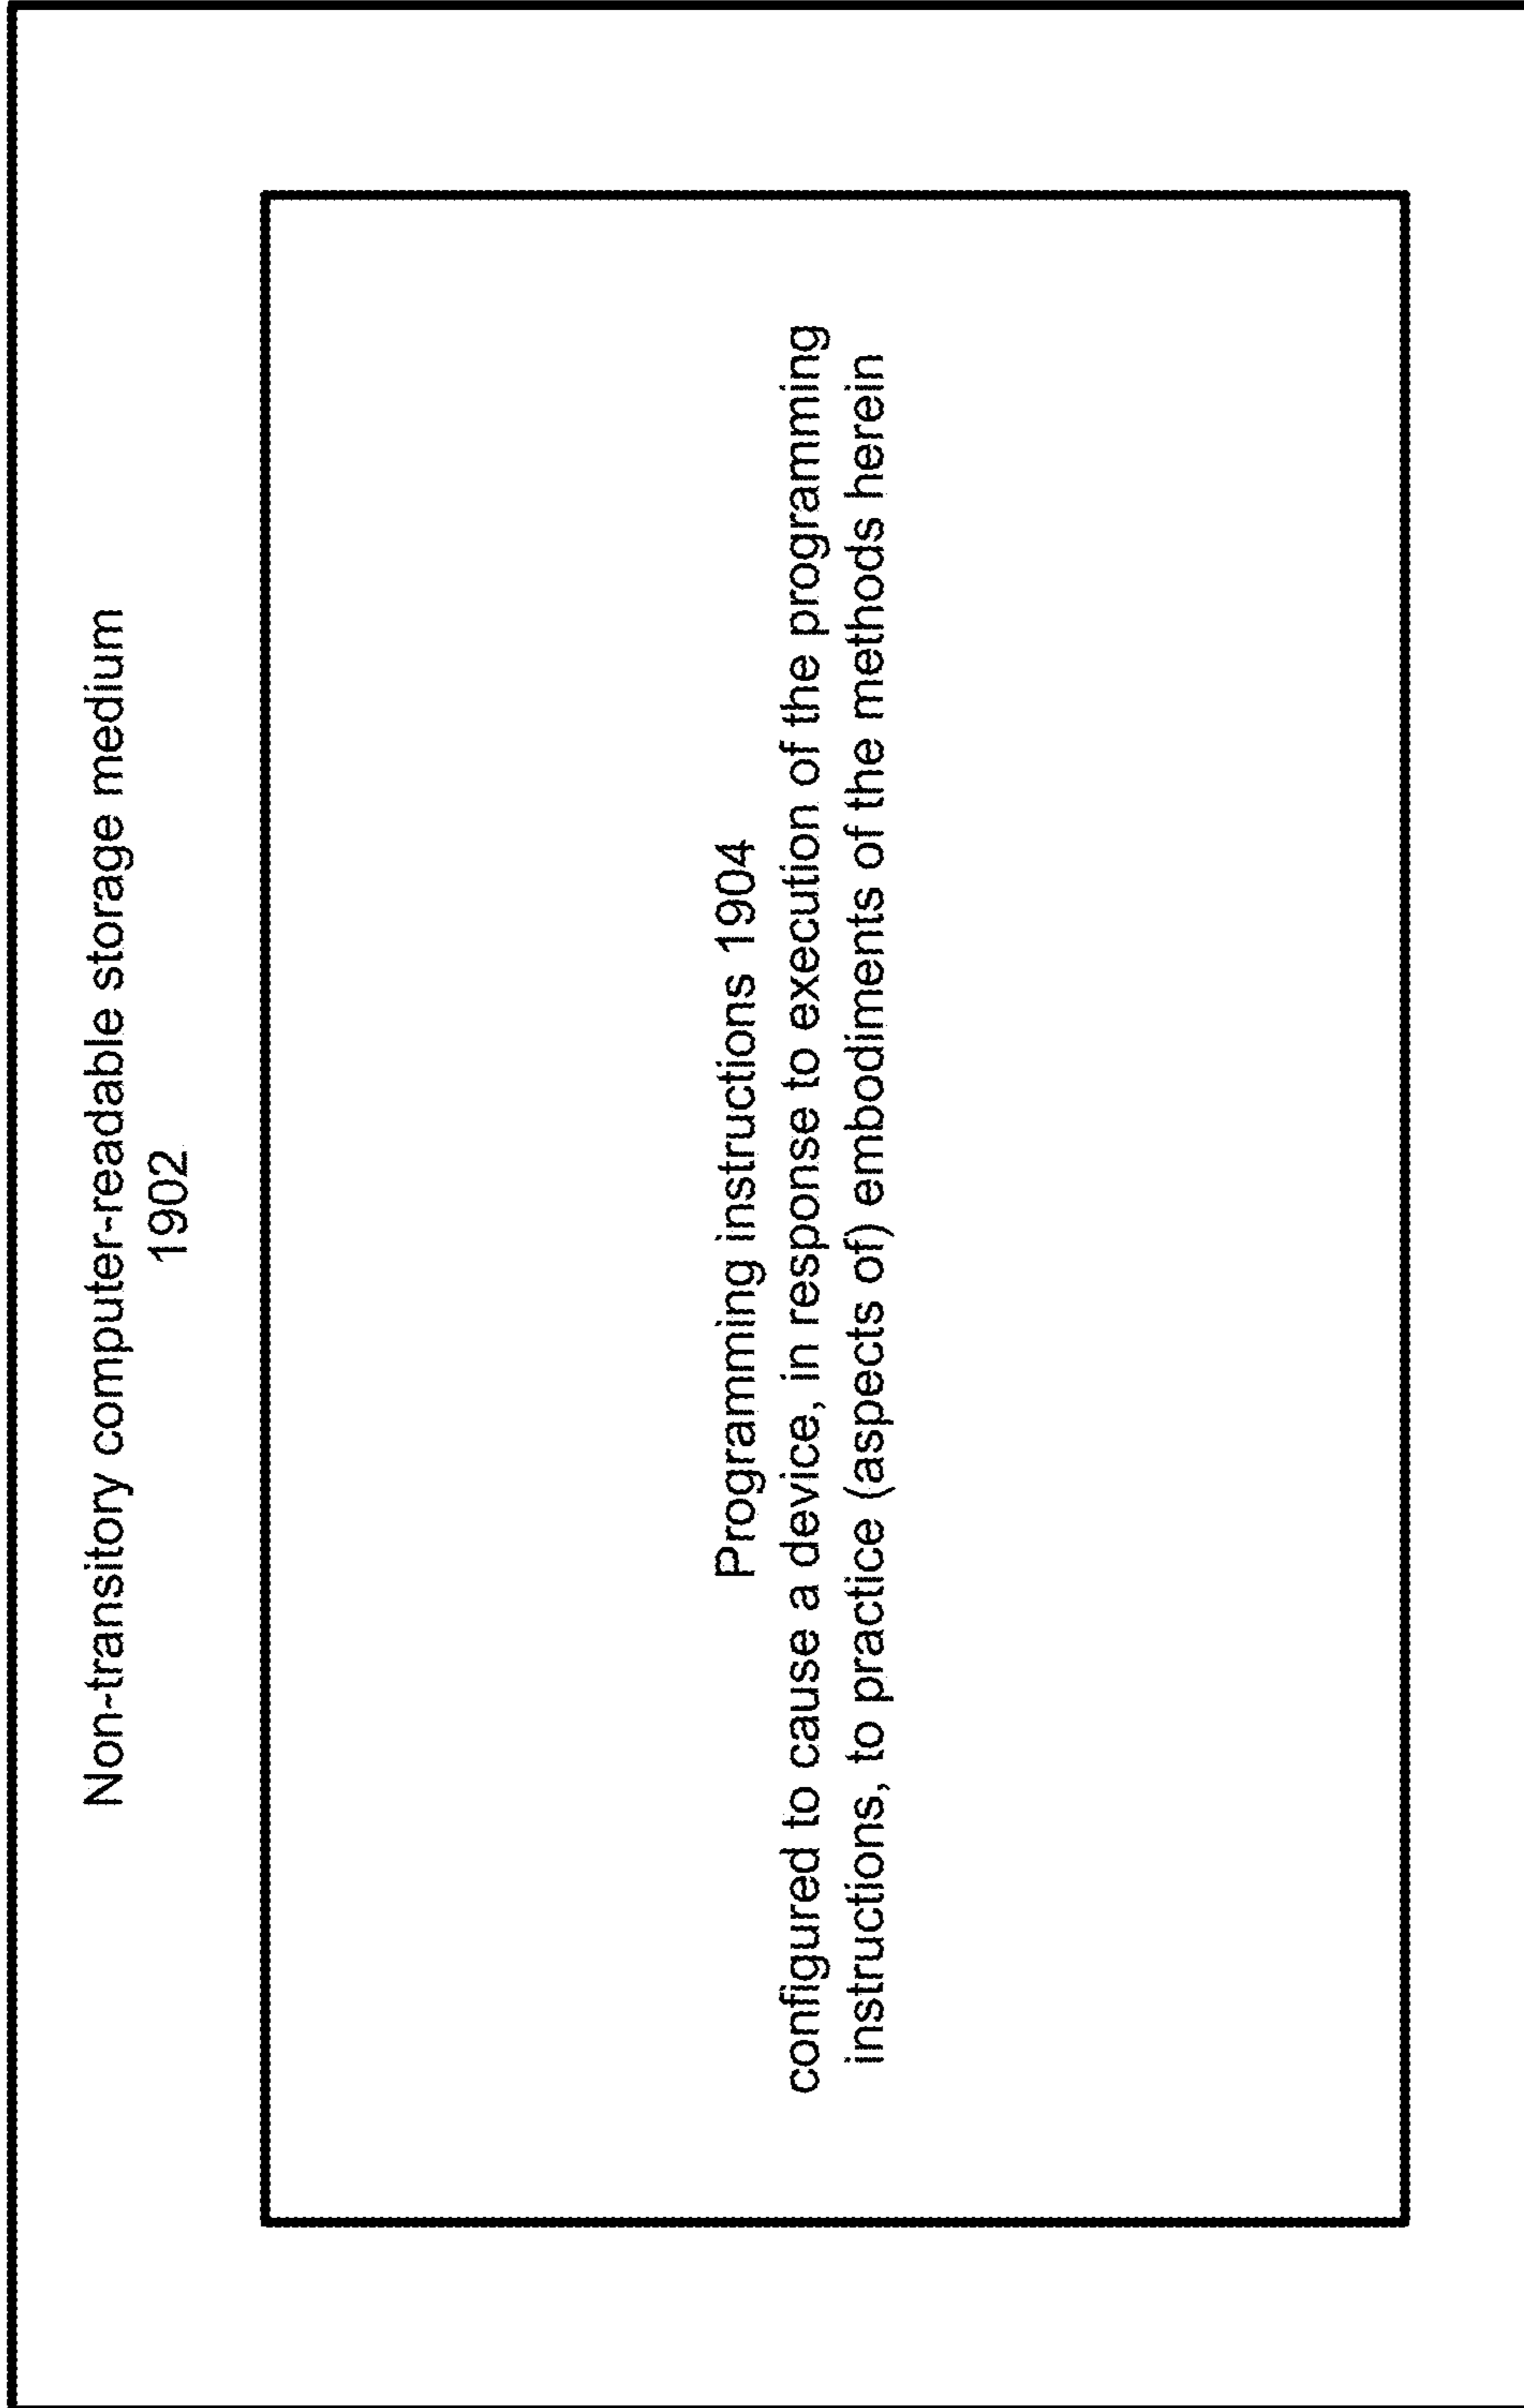 Non-transitory computer-readable storage medium
1902
Programming instructions 1904
configured to cause a device, in response to execution of the programming
instructions, to practice (aspects of) embodiments of the methods herein